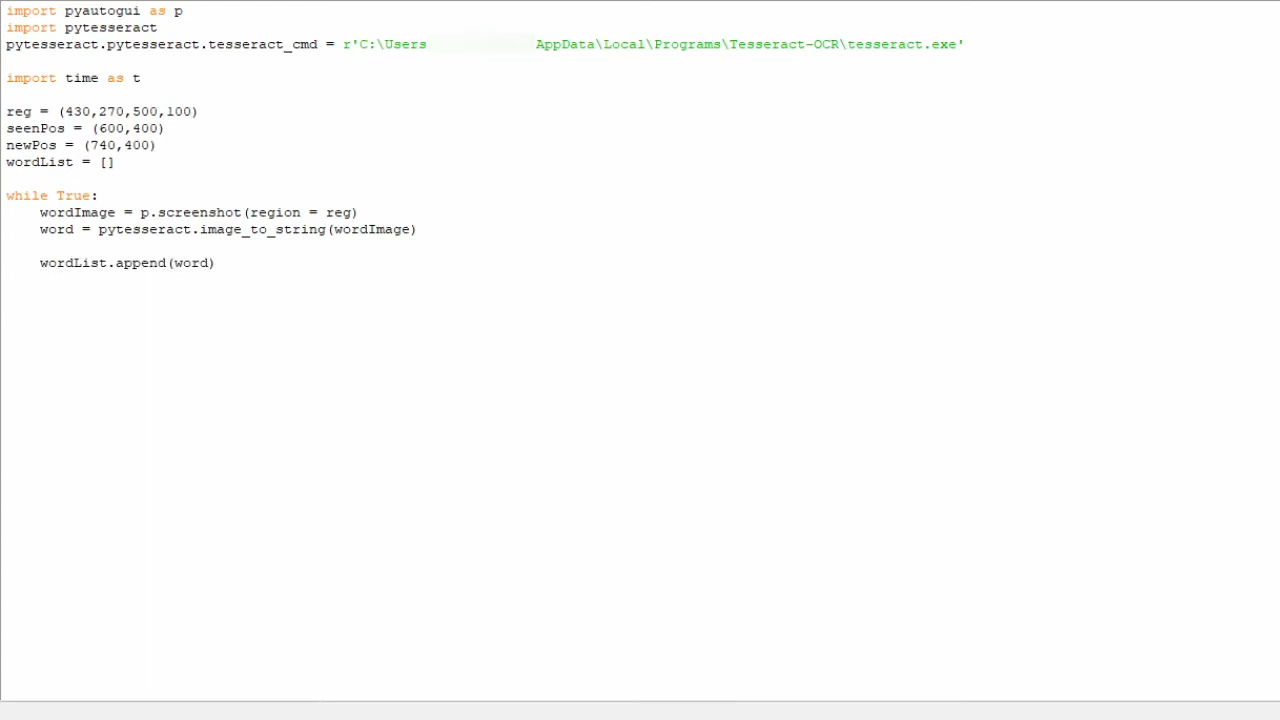 import pyautogui as p
import pytesseract
pytesseract.pytesseract.tesseract_cmd = r'C:\Users AppData\Local\Programs\Tesseract-OCR\tesseract.exe'
import time as t
reg = (430,270,500,100)
seenPos = (600,400)
newPos = (740,400)
wordList = []
while True:
    wordImage = p.screenshot(region = reg)
    word = pytesseract.image_to_string(wordImage)
    wordList.append(word)